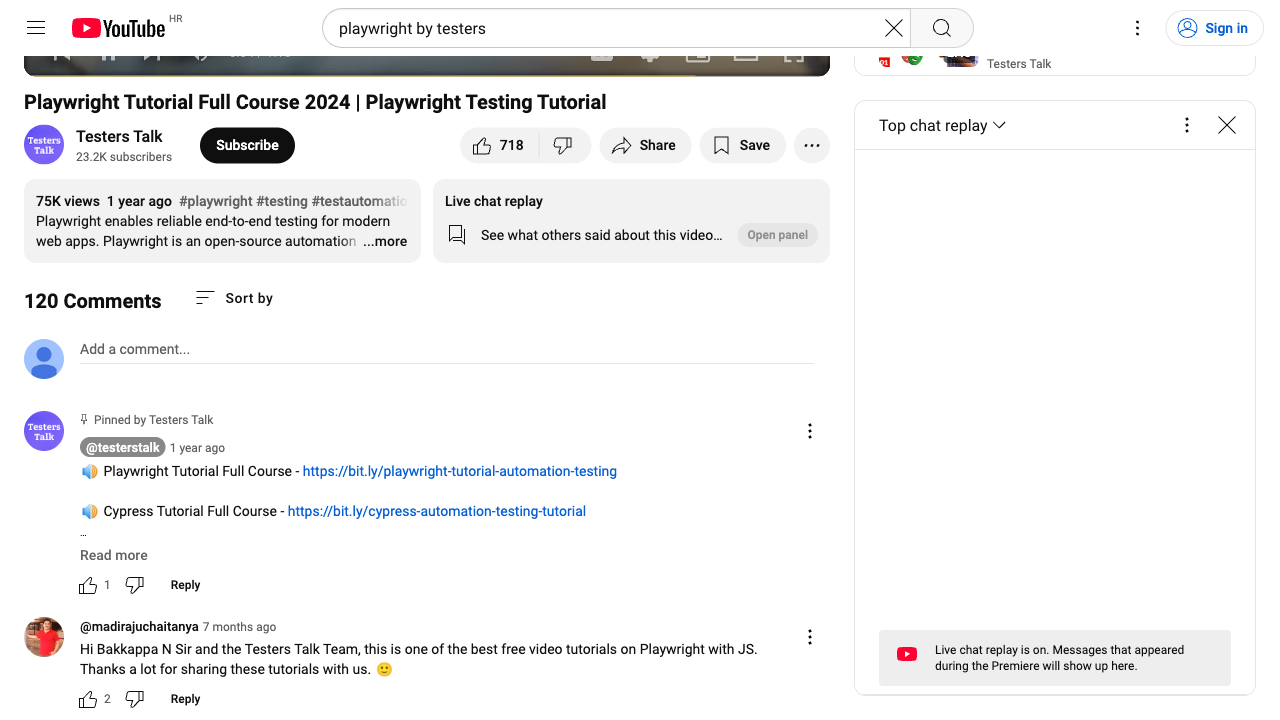 YouTube HR
playwright by testers
Sign in
Testers Talk
Playwright Tutorial Full Course 2024 | Playwright Testing Tutorial
Testers Talk
Testers Talk
23.2K subscribers
Subscribe
718
Share
Save
75K views 1 year ago #playwright #testing #testautomatio
Playwright enables reliable end-to-end testing for modern
web apps. Playwright is an open-source automation ...more
Live chat replay
See what others said about this video...
Open panel
Top chat replay
120 Comments
Sort by
Add a comment...
Testers Talk
Pinned by Testers Talk
@testerstalk 1 year ago
🔊 Playwright Tutorial Full Course - https://bit.ly/playwright-tutorial-automation-testing
🔊 Cypress Tutorial Full Course - https://bit.ly/cypress-automation-testing-tutorial
...
Read more
1
Reply
@madirajuchaitanya 7 months ago
Hi Bakkappa N Sir and the Testers Talk Team, this is one of the best free video tutorials on Playwright with JS.
Thanks a lot for sharing these tutorials with us. 🙂
2
Reply
Live chat replay is on. Messages that appeared
during the Premiere will show up here.